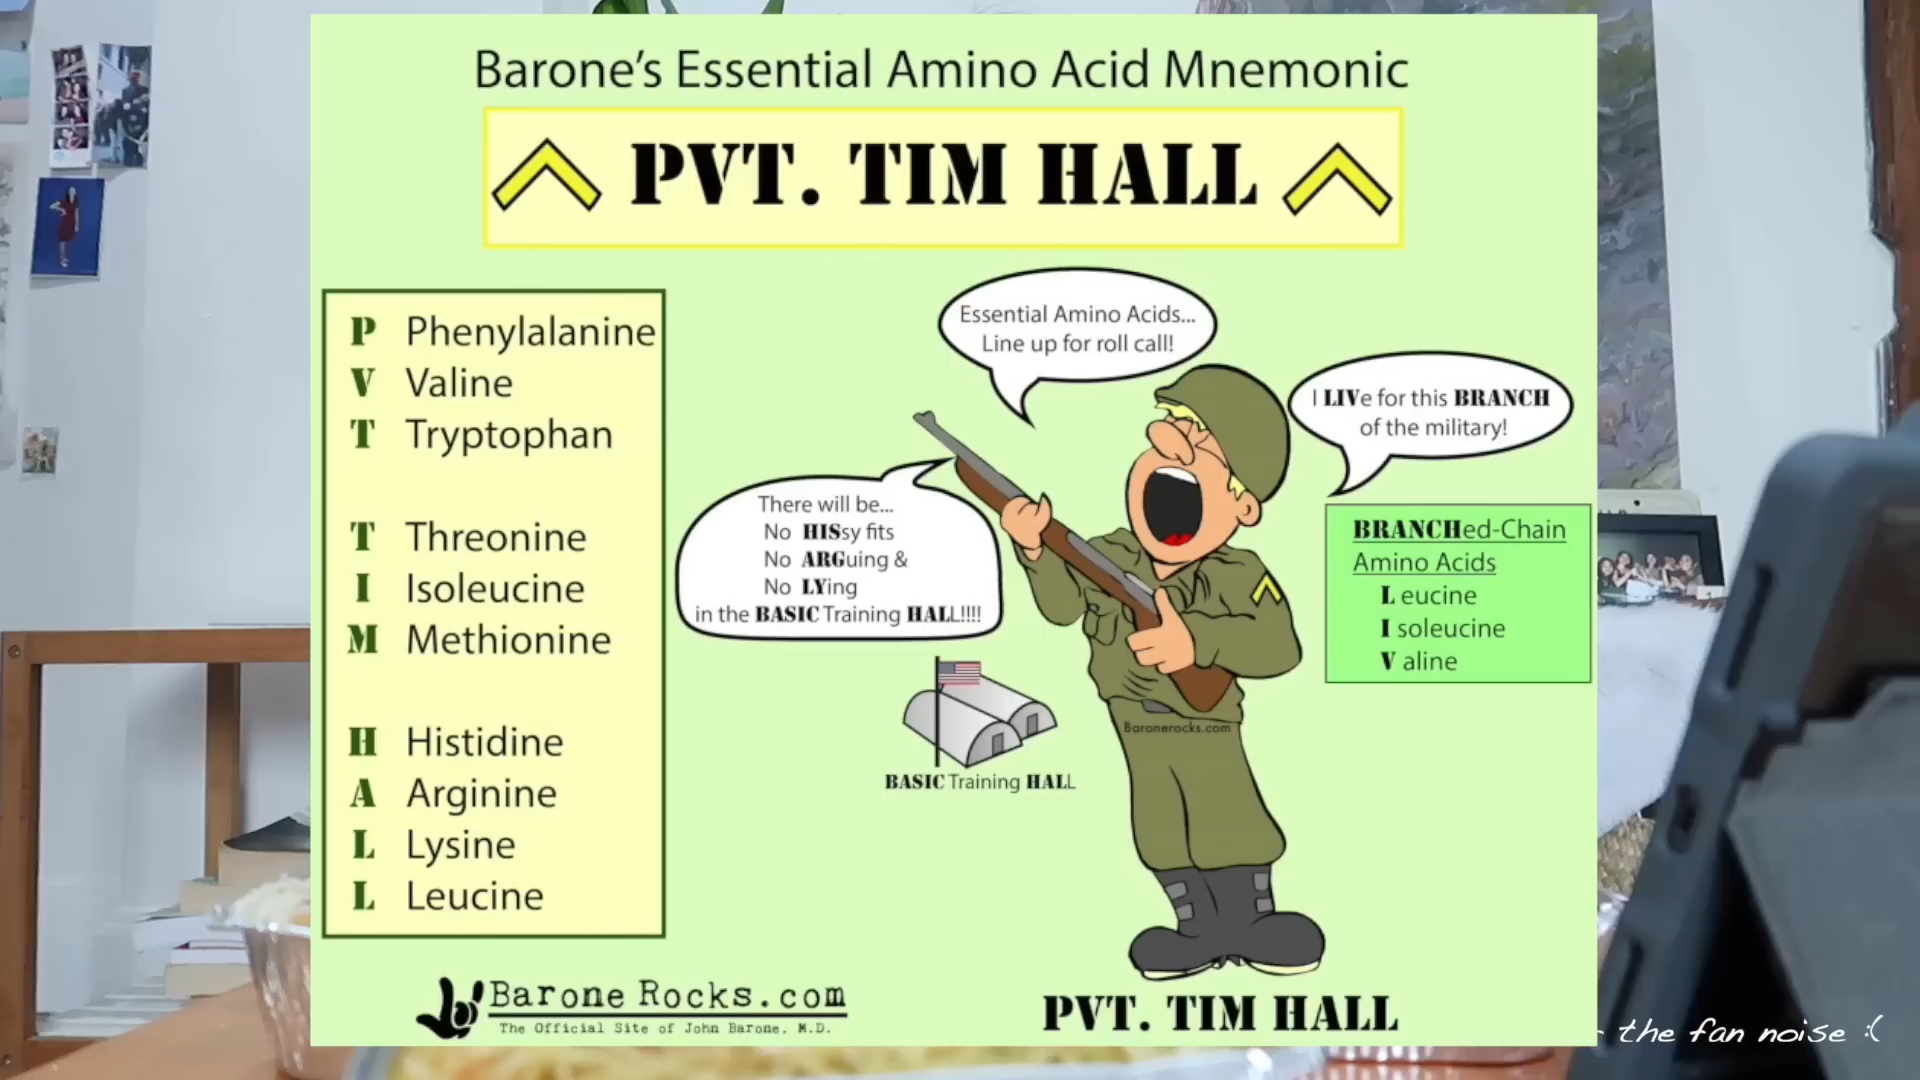 Barone's Essential Amino Acid Mnemonic
PVT. TIM HALL
P Phenylalanine
V Valine
T Tryptophan
T Threonine
I Isoleucine
M Methionine
H Histidine
A Arginine
L Lysine
L Leucine
Essential Amino Acids...
Line up for roll call!
I LIVe for this BRANCH
of the military!
There will be...
No HISsy fits
No ARGuing &
No LYing
in the BASIC Training HALL!!!!
BRANCHed-Chain
Amino Acids
L eucine
I soleucine
V aline
Baronerocks.com
BASIC Training HALL
Barone Rocks.com
The Official Site of John Barone, M.D.
PVT. TIM HALL
the fan noise :(